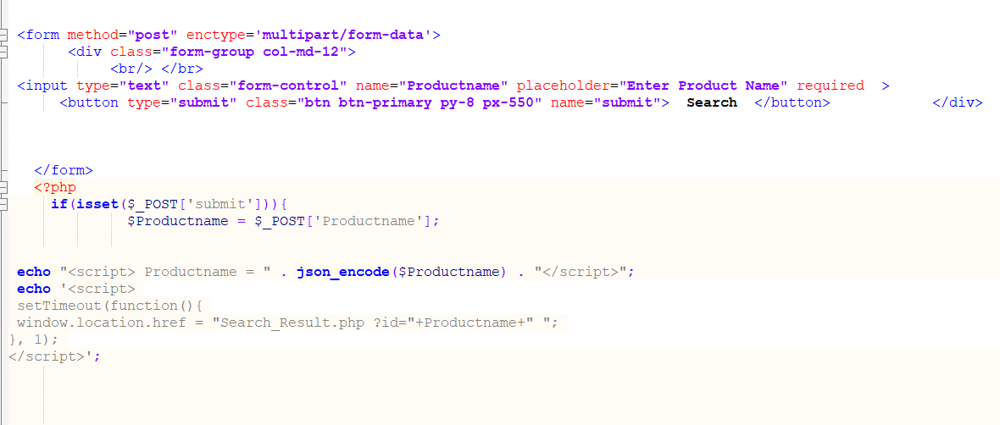 <form method="post" enctype='multipart/form-data'>
<div class="form-group col-md-12">
<br/> </br>
<input type="text" class="form-control" name="Productname" placeholder="Enter Product Name" required  >
<button type="submit" class="btn btn-primary py-8 px-550" name="submit">  Search  </button>            </div>
</form>
<?php
if(isset($_POST['submit'])){
$Productname = $_POST['Productname'];
echo "<script> Productname = " . json_encode($Productname) . "</script>";
echo '<script>
setTimeout(function(){
window.location.href = "Search_Result.php ?id="+Productname+" ";
}, 1);
</script>';